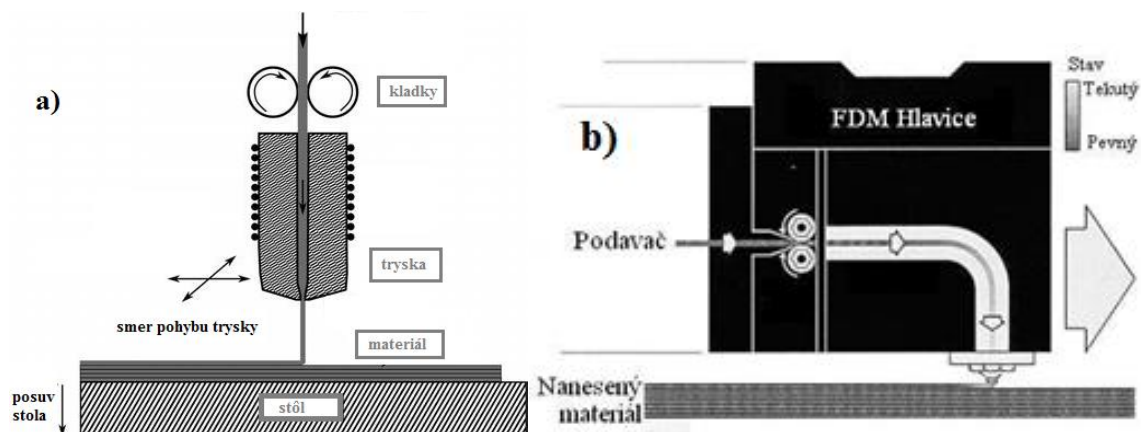 a)
kladky
tryska
smer pohybu trysky
materiál
posuv
stola
stôl
b)
Stav
Tekutý
Pevný
FDM Hlavice
Podavač
Nanesený
materiál